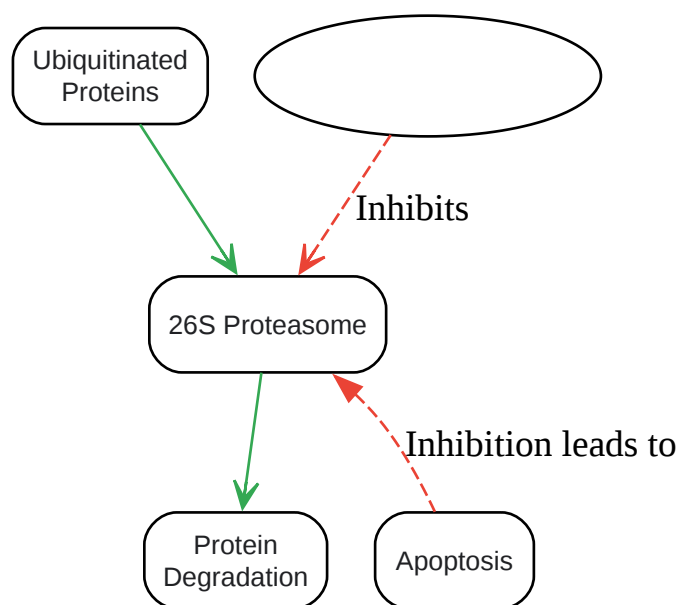 Ubiquitinated
Proteins
Inhibits
26S Proteasome
Inhibition leads to
Protein
Degradation
Apoptosis